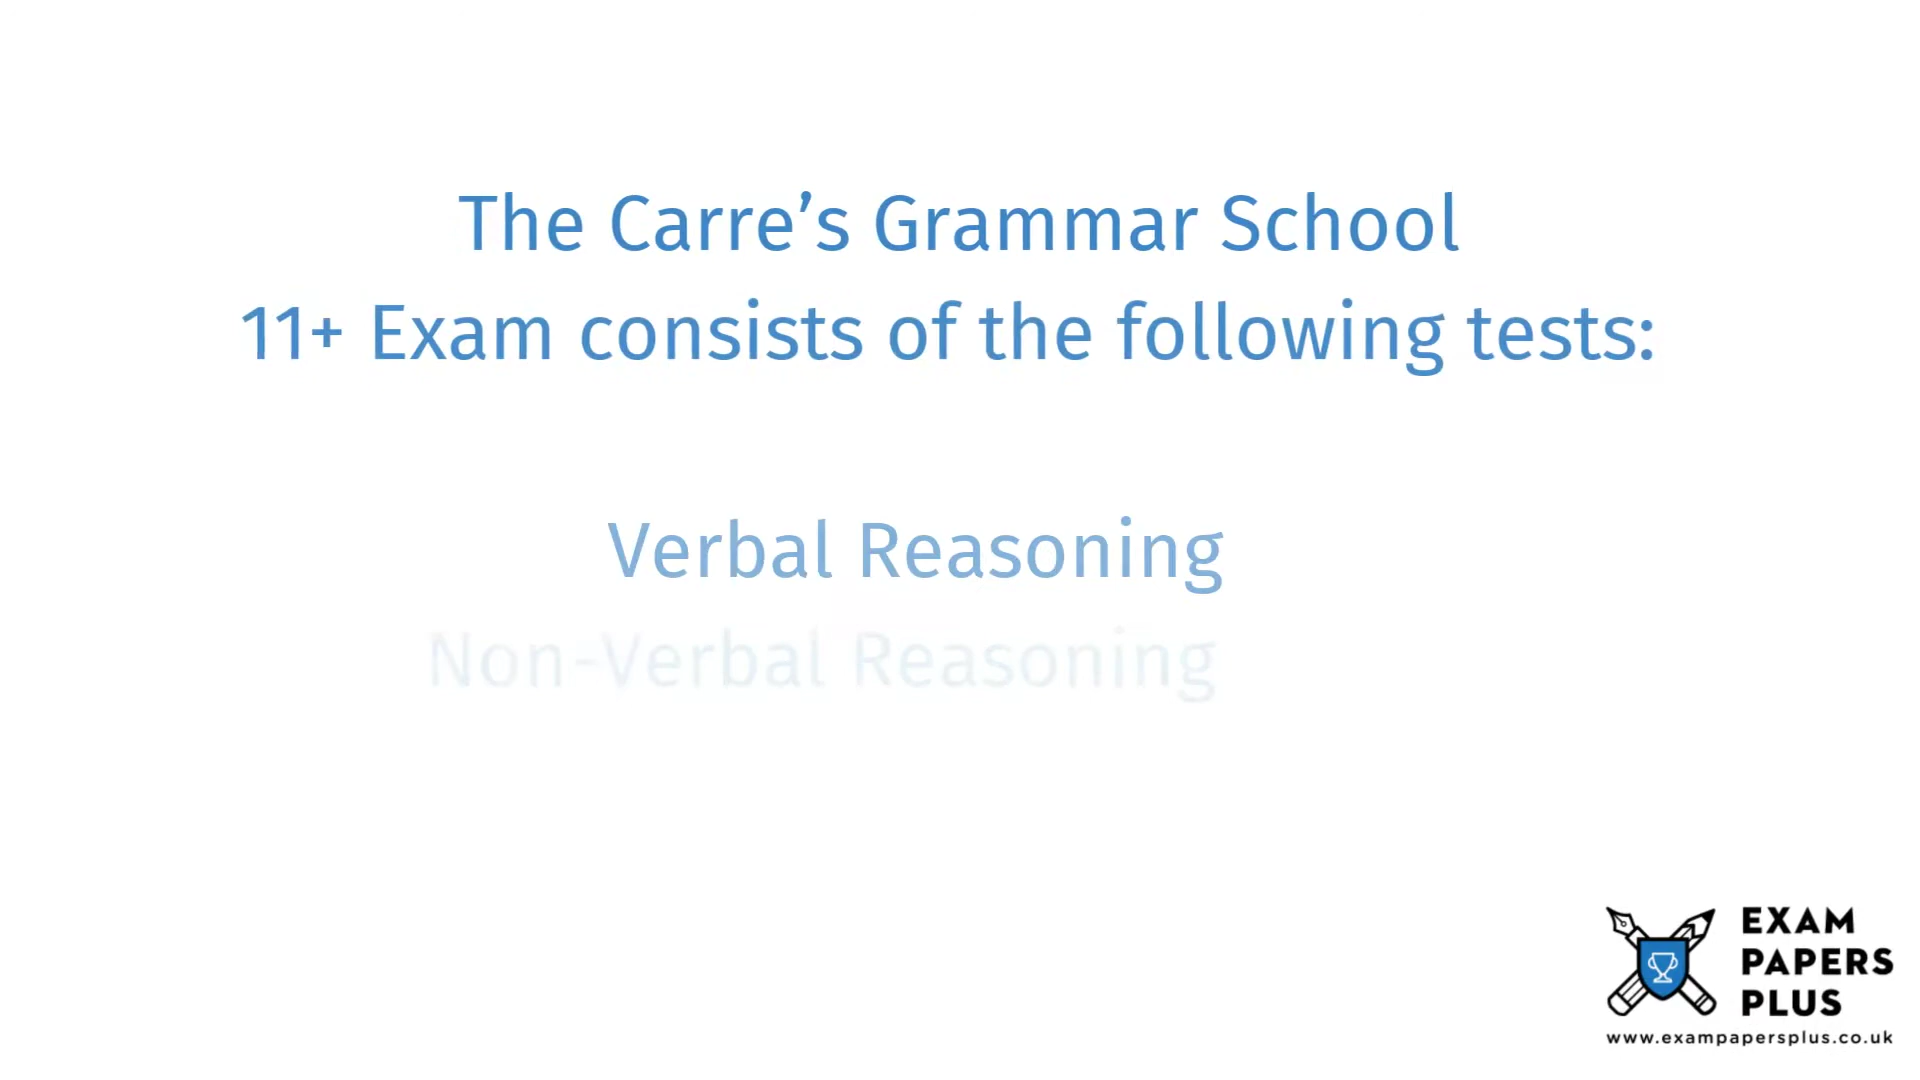 The Carre’s Grammar School
11+ Exam consists of the following tests:
Verbal Reasoning
Non-Verbal Reasoning
EXAM
PAPERS
PLUS
www.exampapersplus.co.uk